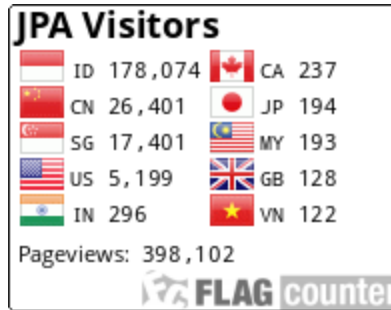 JPA Visitors
ID 178,074 CA 237
CN 26,401 JP 194
SG 17,401 MY 193
US 5,199 GB 128
IN 296 VN 122
Pageviews: 398,102
FC FLAG counter